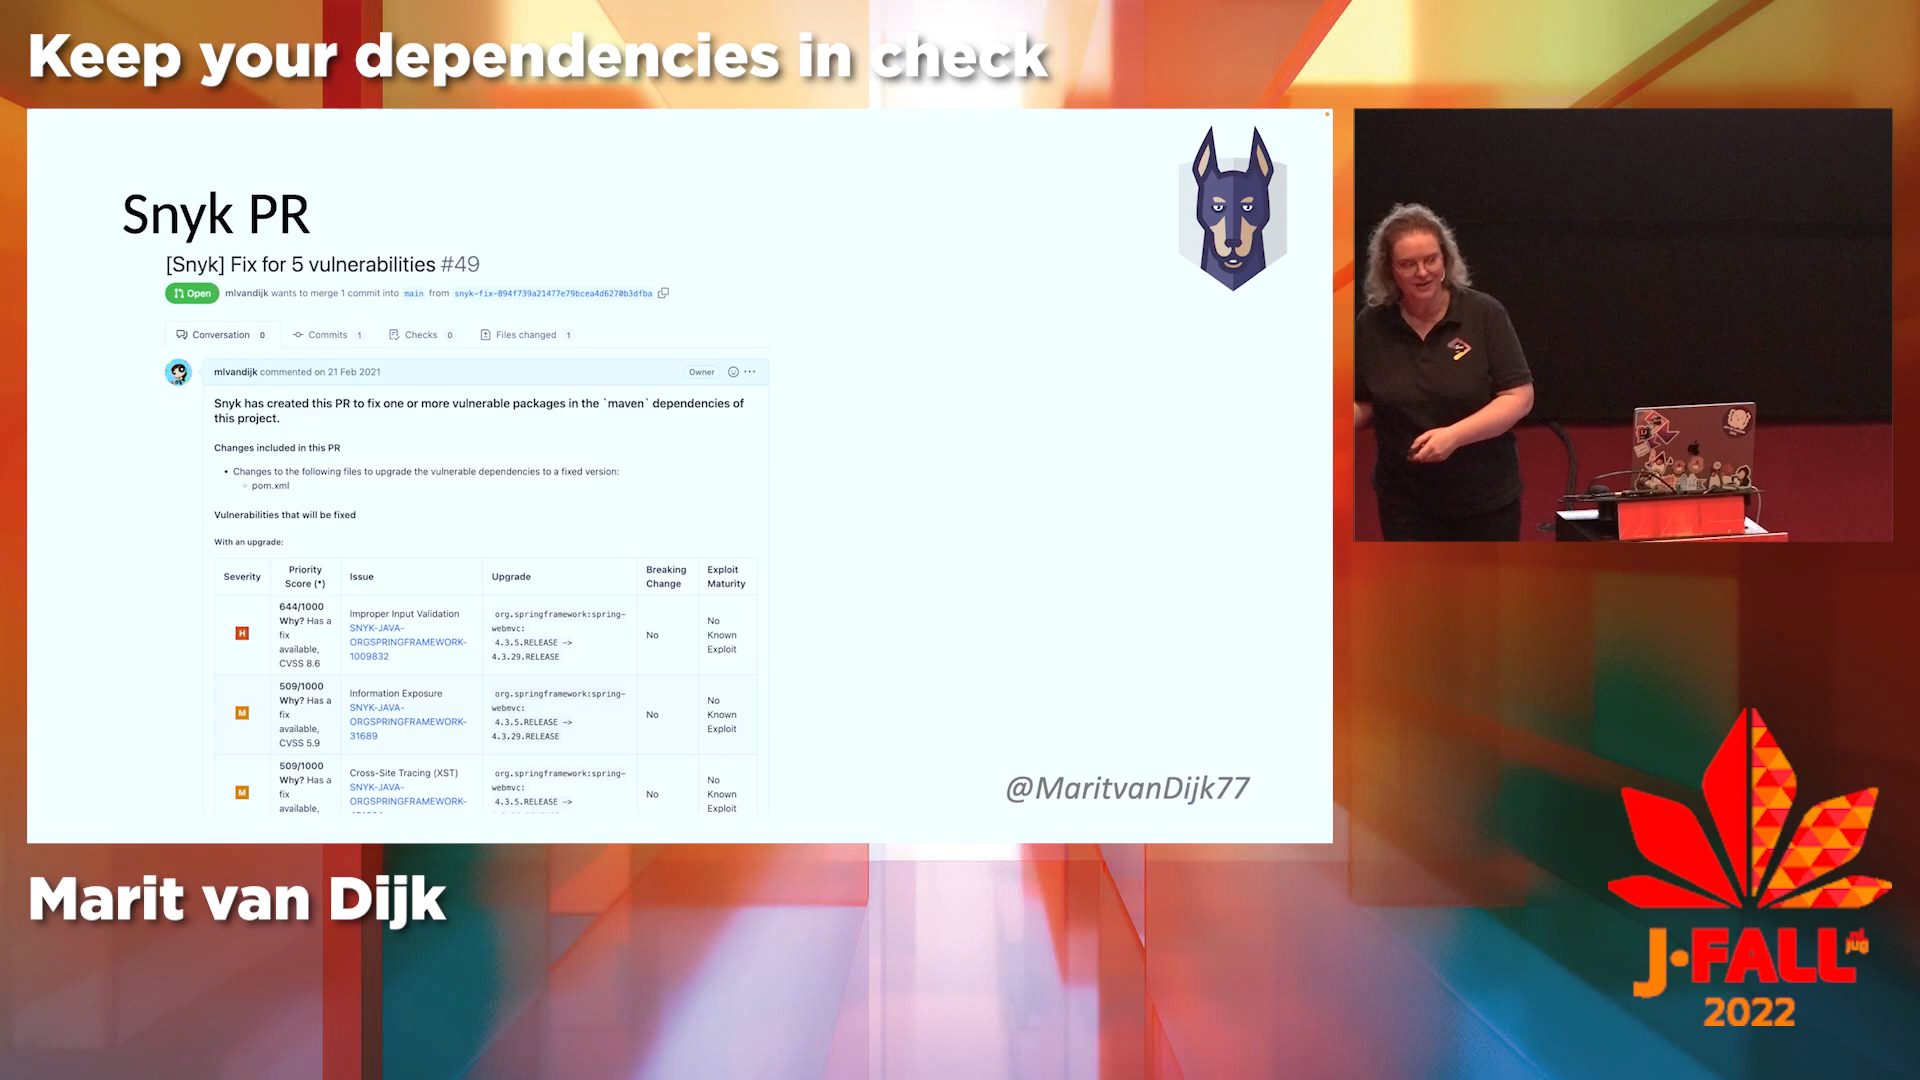 Keep your dependencies in check
Snyk PR
[Snyk] Fix for 5 vulnerabilities #49
Open mlvandijk wants to merge 1 commit into main from snyk-fix-894f739a21477e79bcea4d6270b3dfba
Conversation 0 Commits 1 Checks 0 Files changed 1
mlvandijk commented on 21 Feb 2021 Owner
Snyk has created this PR to fix one or more vulnerable packages in the `maven` dependencies of
this project.
Changes included in this PR
• Changes to the following files to upgrade the vulnerable dependencies to a fixed version:
pom.xml
Vulnerabilities that will be fixed
With an upgrade:
Severity
Priority
Score (*)
Issue
Upgrade
Breaking
Change
Exploit
Maturity
H
644/1000
Why? Has a
fix
available,
CVSS 8.6
Improper Input Validation
SNYK-JAVA-
ORGSPRINGFRAMEWORK-
1009832
org.springframework:spring-
webmvc:
4.3.5.RELEASE ->
4.3.29.RELEASE
No
No
Known
Exploit
M
509/1000
Why? Has a
fix
available,
CVSS 5.9
Information Exposure
SNYK-JAVA-
ORGSPRINGFRAMEWORK-
31689
org.springframework:spring-
webmvc:
4.3.5.RELEASE ->
4.3.29.RELEASE
No
No
Known
Exploit
M
509/1000
Why? Has a
fix
available,
Cross-Site Tracing (XST)
SNYK-JAVA-
ORGSPRINGFRAMEWORK-
org.springframework:spring-
webmvc:
4.3.5.RELEASE ->
No
No
Known
Exploit
@MaritvanDijk77
Marit van Dijk
J•FALL nl jug
2022